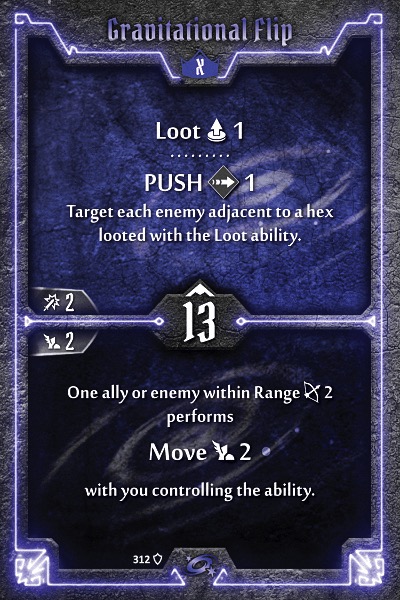 Gravitational Flip
X
Loot 1
PUSH 1
Target each enemy adjacent to a hex
looted with the Loot ability.
2
13
2
One ally or enemy within Range 2
performs
Move 2
with you controlling the ability.
312